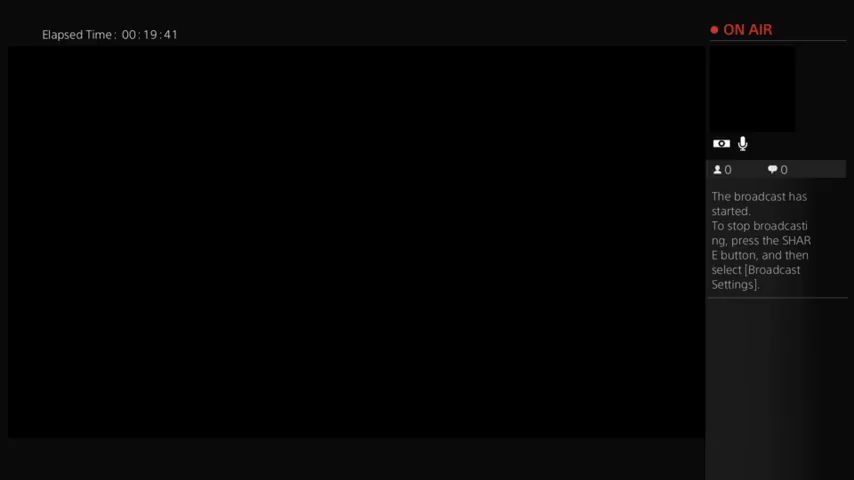 Elapsed Time: 00:19:41
ON AIR
0 0
The broadcast has
started.
To stop broadcasti
ng, press the SHAR
E button, and then
select [Broadcast
Settings].